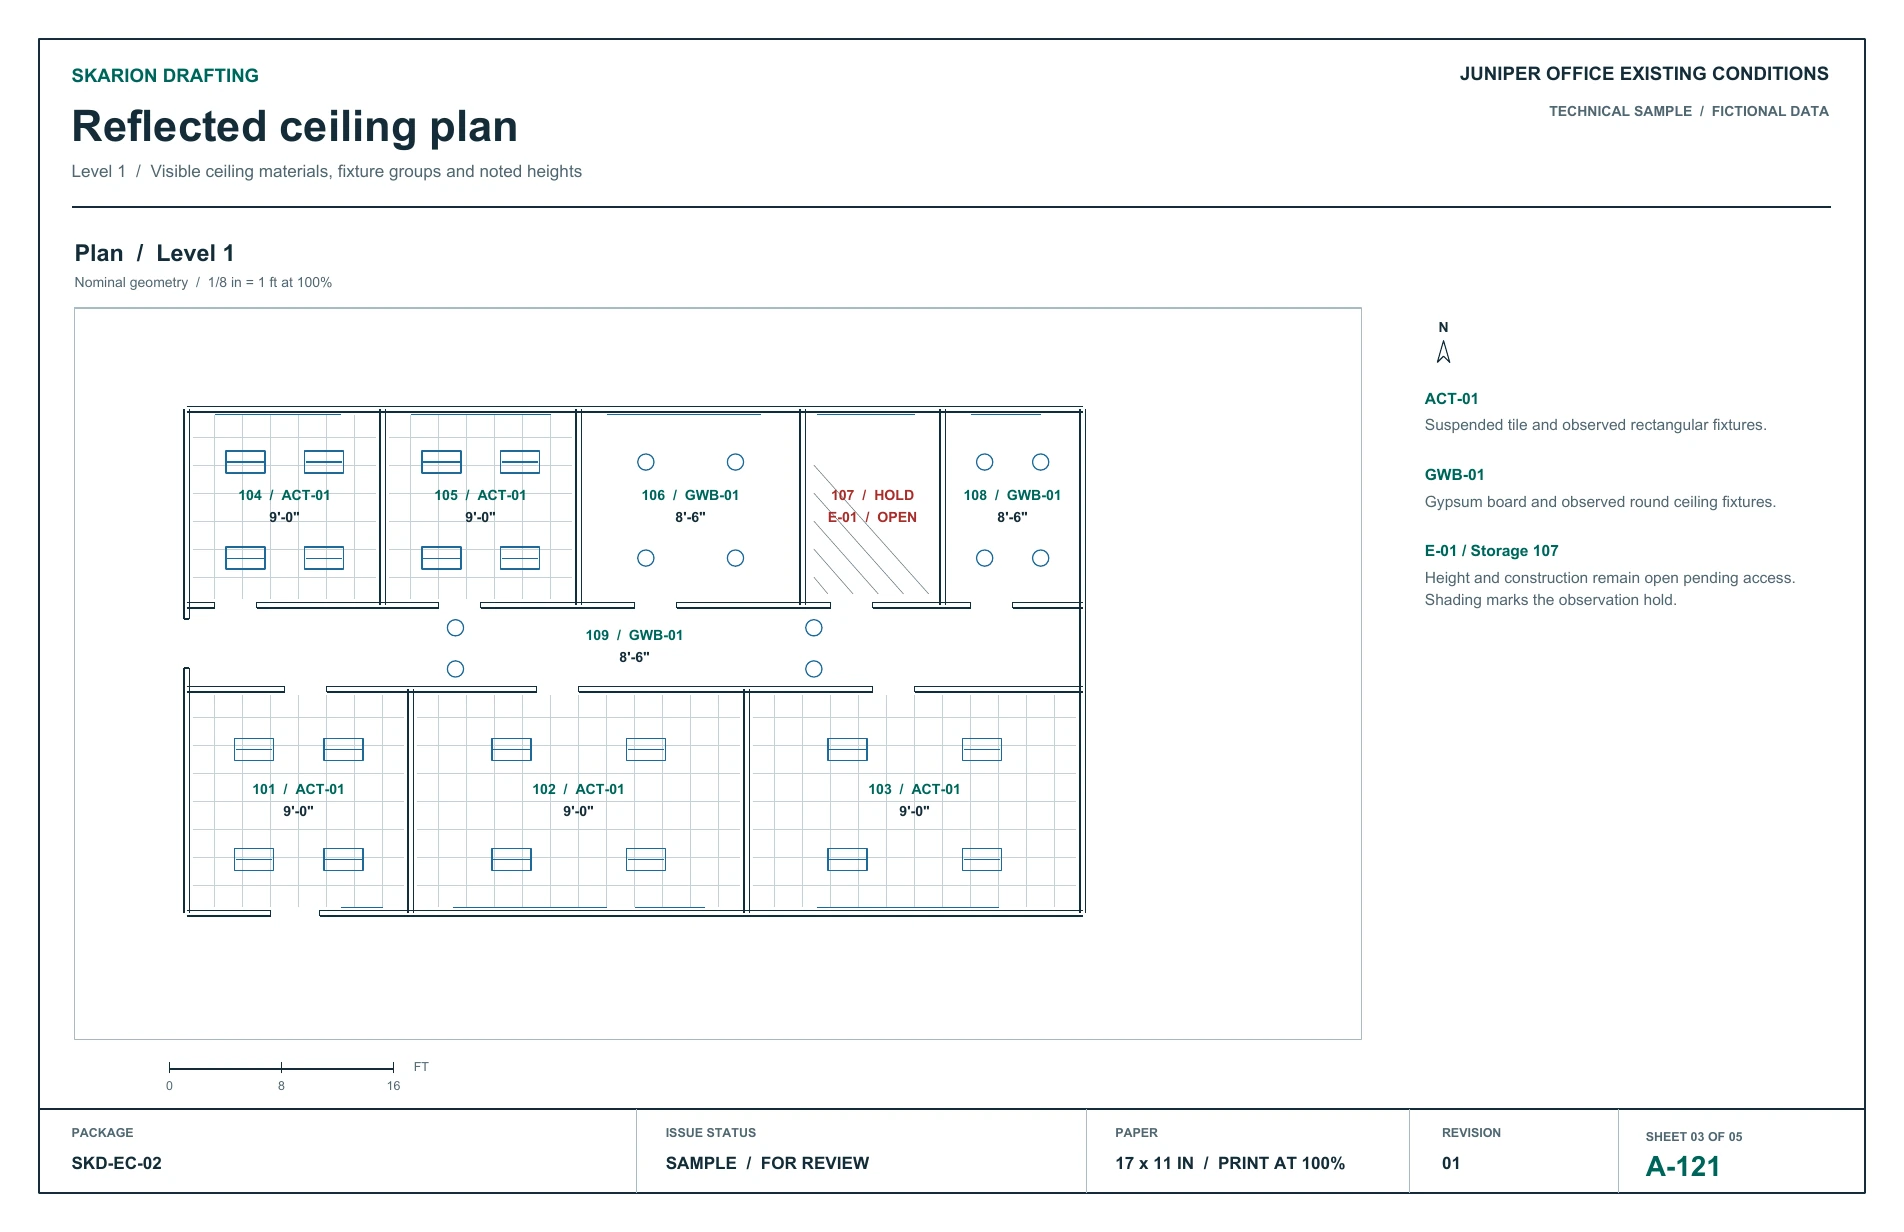 SKARION DRAFTING
JUNIPER OFFICE EXISTING CONDITIONS
Reflected ceiling plan
TECHNICAL SAMPLE / FICTIONAL DATA
Level 1 / Visible ceiling materials, fixture groups and noted heights
Plan / Level 1
Nominal geometry / 1/8 in = 1 ft at 100%
N
ACT-01
Suspended tile and observed rectangular fixtures.
GWB-01
Gypsum board and observed round ceiling fixtures.
E-01 / Storage 107
Height and construction remain open pending access.
Shading marks the observation hold.
104 / ACT-01
9'-0"
105 / ACT-01
9'-0"
106 / GWB-01
8'-6"
107 / HOLD
E-01 / OPEN
108 / GWB-01
8'-6"
109 / GWB-01
8'-6"
101 / ACT-01
9'-0"
102 / ACT-01
9'-0"
103 / ACT-01
9'-0"
FT
0 8 16
PACKAGE
SKD-EC-02
ISSUE STATUS
SAMPLE / FOR REVIEW
PAPER
17 x 11 IN / PRINT AT 100%
REVISION
01
SHEET 03 OF 05
A-121